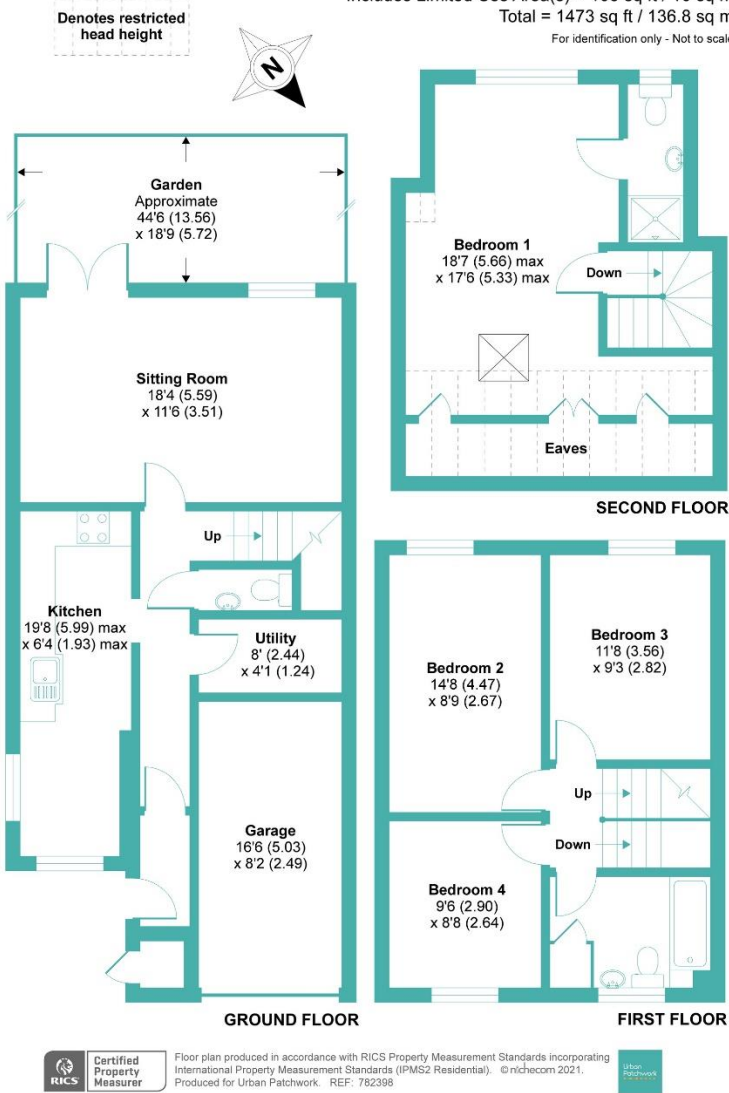 Denotes restricted
head height
Total = 1473 sq ft / 136.8 sq m
For identification only - Not to scale
N
Garden
Approximate
44'6 (13.56)
x 18'9 (5.72)
Sitting Room
18'4 (5.59)
x 11'6 (3.51)
Up
Kitchen
19'8 (5.99) max
x 6'4 (1.93) max
Utility
8' (2.44)
x 4'1 (1.24)
Garage
16'6 (5.03)
x 8'2 (2.49)
GROUND FLOOR
Bedroom 1
18'7 (5.66) max
x 17'6 (5.33) max
Down
Eaves
SECOND FLOOR
Bedroom 2
14'8 (4.47)
x 8'9 (2.67)
Bedroom 3
11'8 (3.56)
x 9'3 (2.82)
Up
Down
Bedroom 4
9'6 (2.90)
x 8'8 (2.64)
FIRST FLOOR
RICS
Certified
Property
Measurer
Floor plan produced in accordance with RICS Property Measurement Standards incorporating
International Property Measurement Standards (IPMS2 Residential). © nichecom 2021.
Produced for Urban Patchwork. REF: 782398
Urban
Patchwork